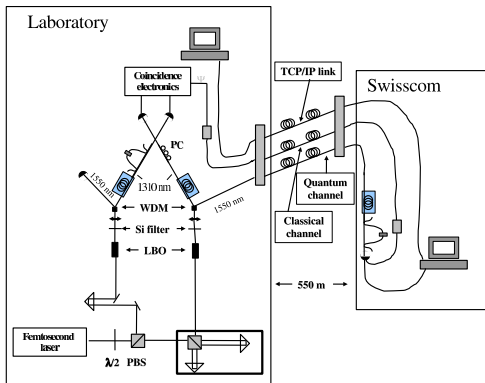 Laboratory
Coincidence
electronics
Ψ
TCP/IP link
Swisscom
PC
1550 nm
1310 nm
WDM
1550 nm
Quantum
channel
Classical
channel
Si filter
LBO
550 m
Femtosecond
laser
λ/2
PBS